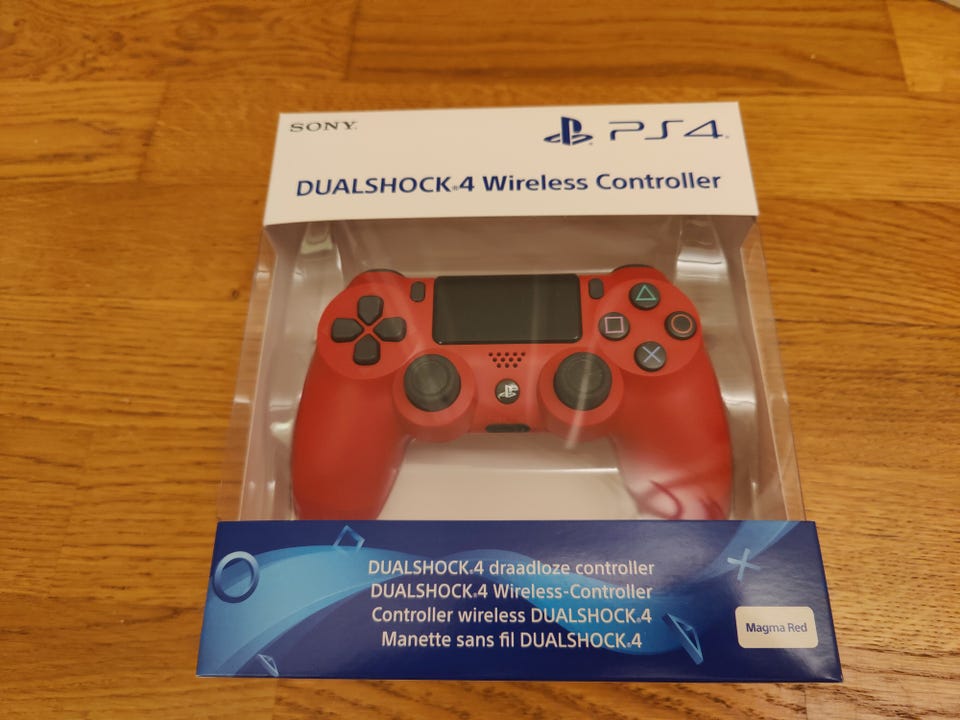 SONY
PS4
DUALSHOCK®4 Wireless Controller
DUALSHOCK®4 draadloze controller
DUALSHOCK®4 Wireless-Controller
Controller wireless DUALSHOCK®4
Manette sans fil DUALSHOCK®4
Magma Red